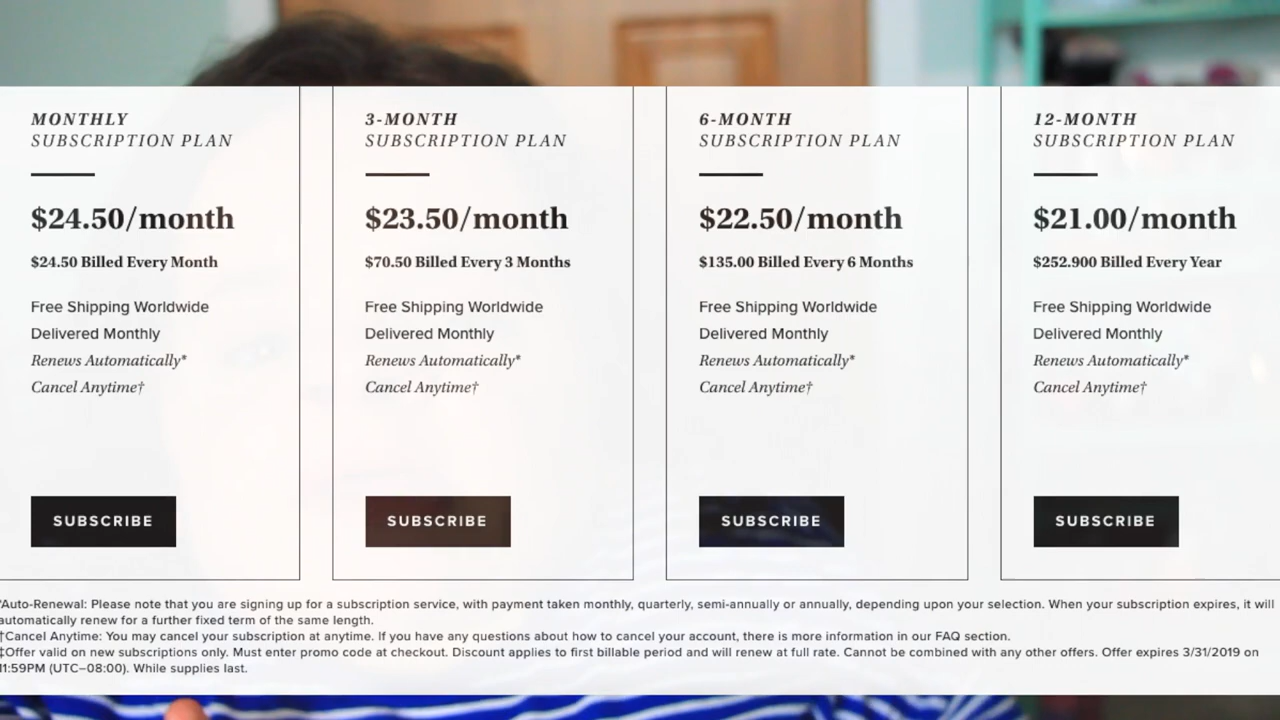 MONTHLY
SUBSCRIPTION PLAN
$24.50/month
$24.50 Billed Every Month
Free Shipping Worldwide
Delivered Monthly
Renews Automatically*
Cancel Anytime†
SUBSCRIBE
3-MONTH
SUBSCRIPTION PLAN
$23.50/month
$70.50 Billed Every 3 Months
Free Shipping Worldwide
Delivered Monthly
Renews Automatically*
Cancel Anytime†
SUBSCRIBE
6-MONTH
SUBSCRIPTION PLAN
$22.50/month
$135.00 Billed Every 6 Months
Free Shipping Worldwide
Delivered Monthly
Renews Automatically*
Cancel Anytime†
SUBSCRIBE
12-MONTH
SUBSCRIPTION PLAN
$21.00/month
$252.900 Billed Every Year
Free Shipping Worldwide
Delivered Monthly
Renews Automatically*
Cancel Anytime†
SUBSCRIBE
*Auto-Renewal: Please note that you are signing up for a subscription service, with payment taken monthly, quarterly, semi-annually or annually, depending upon your selection. When your subscription expires, it will
automatically renew for a further fixed term of the same length.
†Cancel Anytime: You may cancel your subscription at anytime. If you have any questions about how to cancel your account, there is more information in our FAQ section.
‡Offer valid on new subscriptions only. Must enter promo code at checkout. Discount applies to first billable period and will renew at full rate. Cannot be combined with any other offers. Offer expires 3/31/2019 on
11:59PM (UTC–08:00). While supplies last.